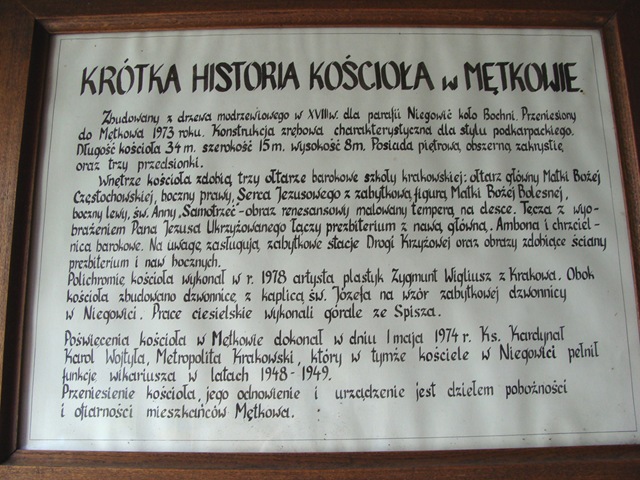 KRÓTKA HISTORIA KOŚCIOŁA w MĘTKOWIE.
Zbudowany z drzewa modrzewiowego w XVIII w. dla parafii Niegowić koło Bochni. Przeniesiony
do Mętkowa 1973 roku. Konstrukcja zrębowa charakterystyczna dla stylu podkarpackiego.
Długość kościoła 34 m. szerokość 15 m. wysokość 8 m. Posiada piętrową, obszerną, zakrystię
oraz trzy przedsionki.
Wnętrze kościoła zdobią, trzy ołtarze barokowe szkoły krakowskiej: ołtarz główny Matki Bożej
Częstochowskiej, boczny prawy, Serca Jezusowego z zabytkową figurą Matki Bożej Bolesnej,
boczny lewy, św. Anny „Samotrzeć"-obraz renesansowy malowany temperą na desce. Tęcza z wyo-
brażeniem Pana Jezusa Ukrzyżowanego łączy prezbiterium z nawą główną. Ambona i chrzciel-
nica barokowe. Na uwagę zasługują, zabytkowe stacje Drogi Krzyżowej oraz obrazy zdobiące ściany
prezbiterium i naw bocznych.
Polichromię kościoła wykonał w r. 1978 artysta plastyk Zygmunt Wigliusz z Krakowa. Obok
kościoła zbudowano dzwonnicę z kaplicą św. Józefa na wzór zabytkowej dzwonnicy
w Niegowici. Prace ciesielskie wykonali górale ze Spisza.
Poświęcenia kościoła w Mętkowie dokonał w dniu 1 maja 1974 r. Ks. Kardynał
Karol Wojtyła, Metropolita Krakowski, który w tymże kościele w Niegowici pełnił
funkcję wikariusza w latach 1948-1949.
Przeniesienie kościoła, jego odnowienie i urządzenie jest dziełem pobożności
i ofiarności mieszkańców Mętkowa.